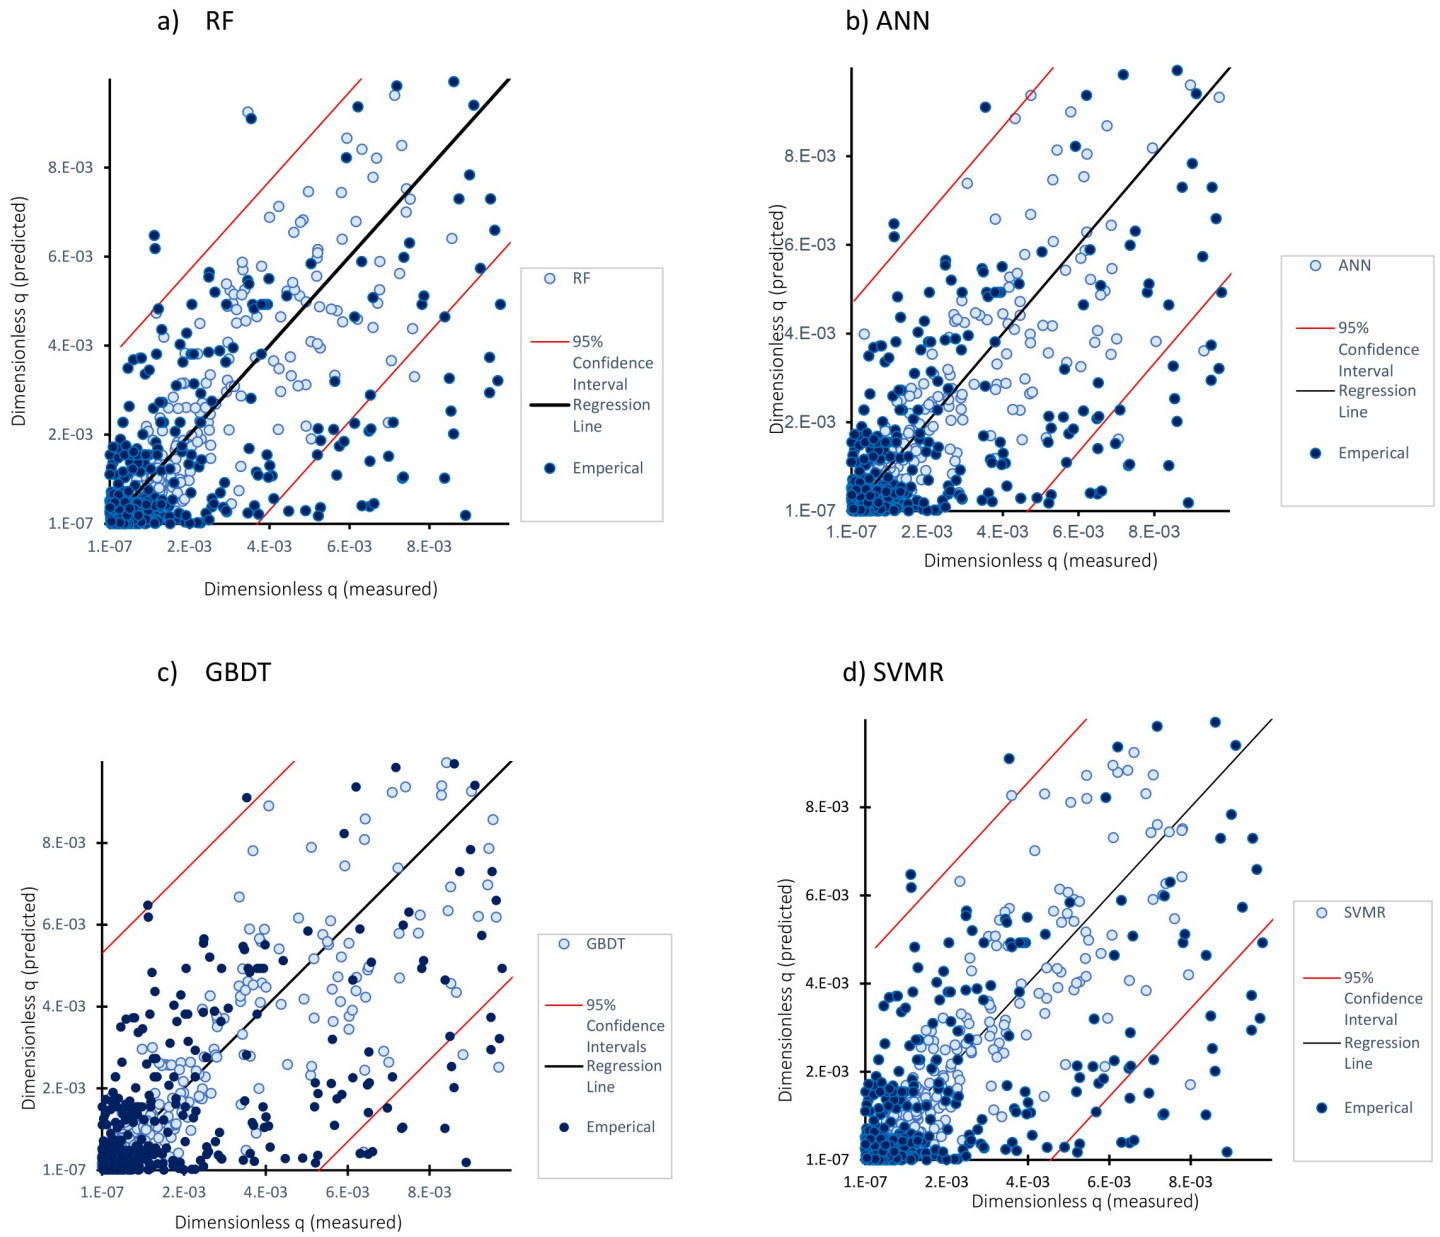 a) RF
Dimensionless q (predicted)
8.E-03
6.E-03
4.E-03
2.E-03
1.E-07
1.E-07 2.E-03 4.E-03 6.E-03 8.E-03
Dimensionless q (measured)
RF
95%
Confidence
Interval
Regression
Line
Emperical
b) ANN
Dimensionless q (predicted)
8.E-03
6.E-03
4.E-03
2.E-03
1.E-07
1.E-07 2.E-03 4.E-03 6.E-03 8.E-03
Dimensionless q (measured)
ANN
95%
Confidence
Interval
Regression
Line
Emperical
c) GBDT
Dimensionless q (predicted)
8.E-03
6.E-03
4.E-03
2.E-03
1.E-07
1.E-07 2.E-03 4.E-03 6.E-03 8.E-03
Dimensionless q (measured)
GBDT
95%
Confidence
Intervals
Regression
Line
Emperical
d) SVMR
Dimensionless q (predicted)
8.E-03
6.E-03
4.E-03
2.E-03
1.E-07
1.E-07 2.E-03 4.E-03 6.E-03 8.E-03
Dimensionless q (measured)
SVMR
95%
Confidence
Interval
Regression
Line
Emperical